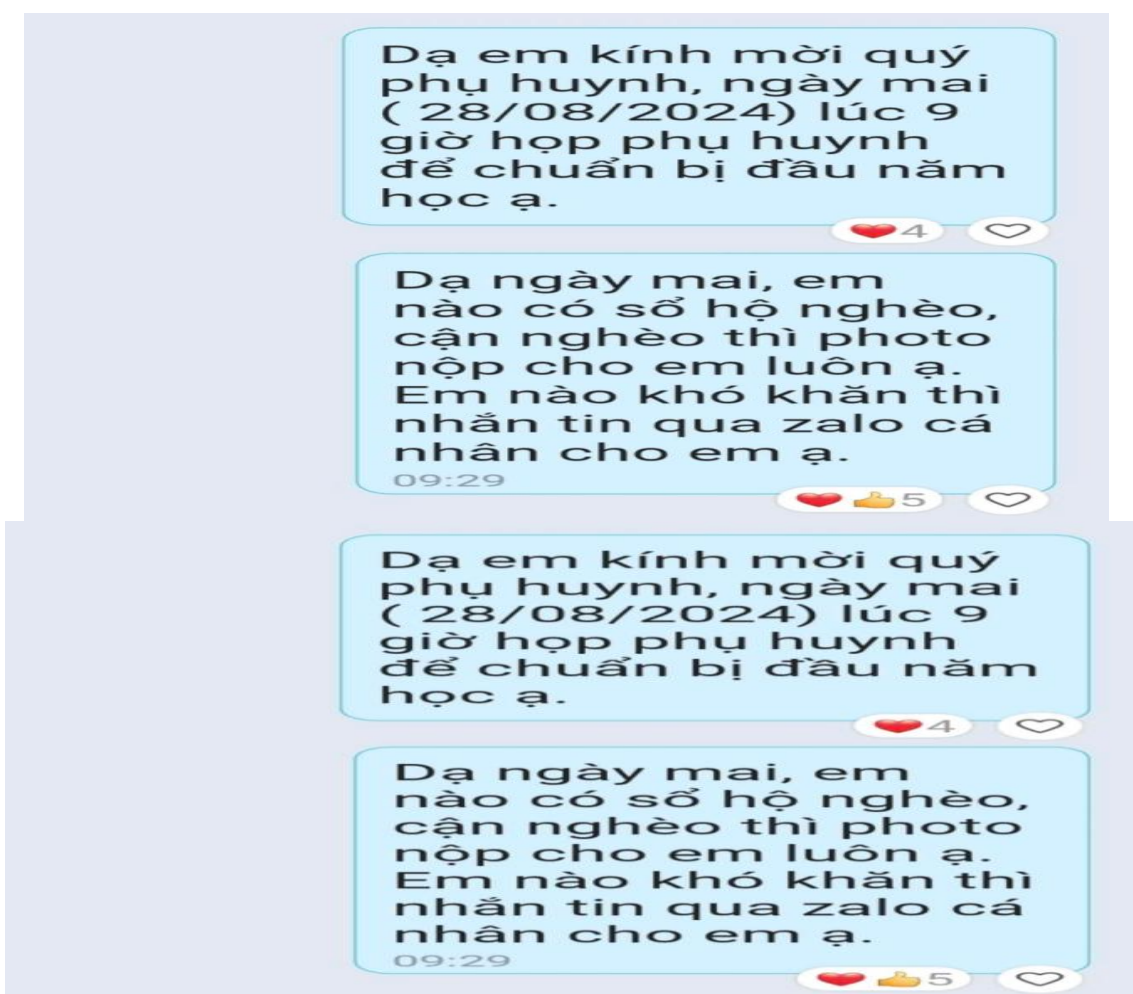 Dạ em kính mời quý
phụ huynh, ngày mai
( 28/08/2024) lúc 9
giờ họp phụ huynh
để chuẩn bị đầu năm
học ạ.
4
Dạ ngày mai, em
nào có sổ hộ nghèo,
cận nghèo thì photo
nộp cho em luôn ạ.
Em nào khó khăn thì
nhắn tin qua zalo cá
nhân cho em ạ.
09:29
5
Dạ em kính mời quý
phụ huynh, ngày mai
( 28/08/2024) lúc 9
giờ họp phụ huynh
để chuẩn bị đầu năm
học ạ.
4
Dạ ngày mai, em
nào có sổ hộ nghèo,
cận nghèo thì photo
nộp cho em luôn ạ.
Em nào khó khăn thì
nhắn tin qua zalo cá
nhân cho em ạ.
09:29
5